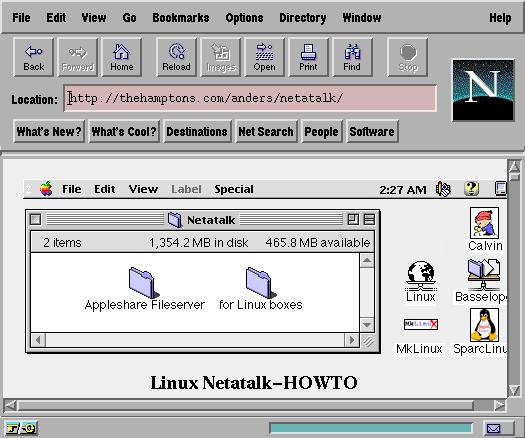 File Edit View Go Bookmarks Options Directory Window Help
Back Forward Home Reload Images Open Print Find Stop
Location: http://thehamptons.com/anders/netatalk/
N
What's New? What's Cool? Destinations Net Search People Software
File Edit View Label Special 2:27 AM
Netatalk
2 items 1,354.2 MB in disk 465.8 MB available
Calvin
Appleshare Fileserver for Linux boxes
Linux Basselop
MkLinux
MkLinux SparcLinu
Linux Netatalk-HOWTO